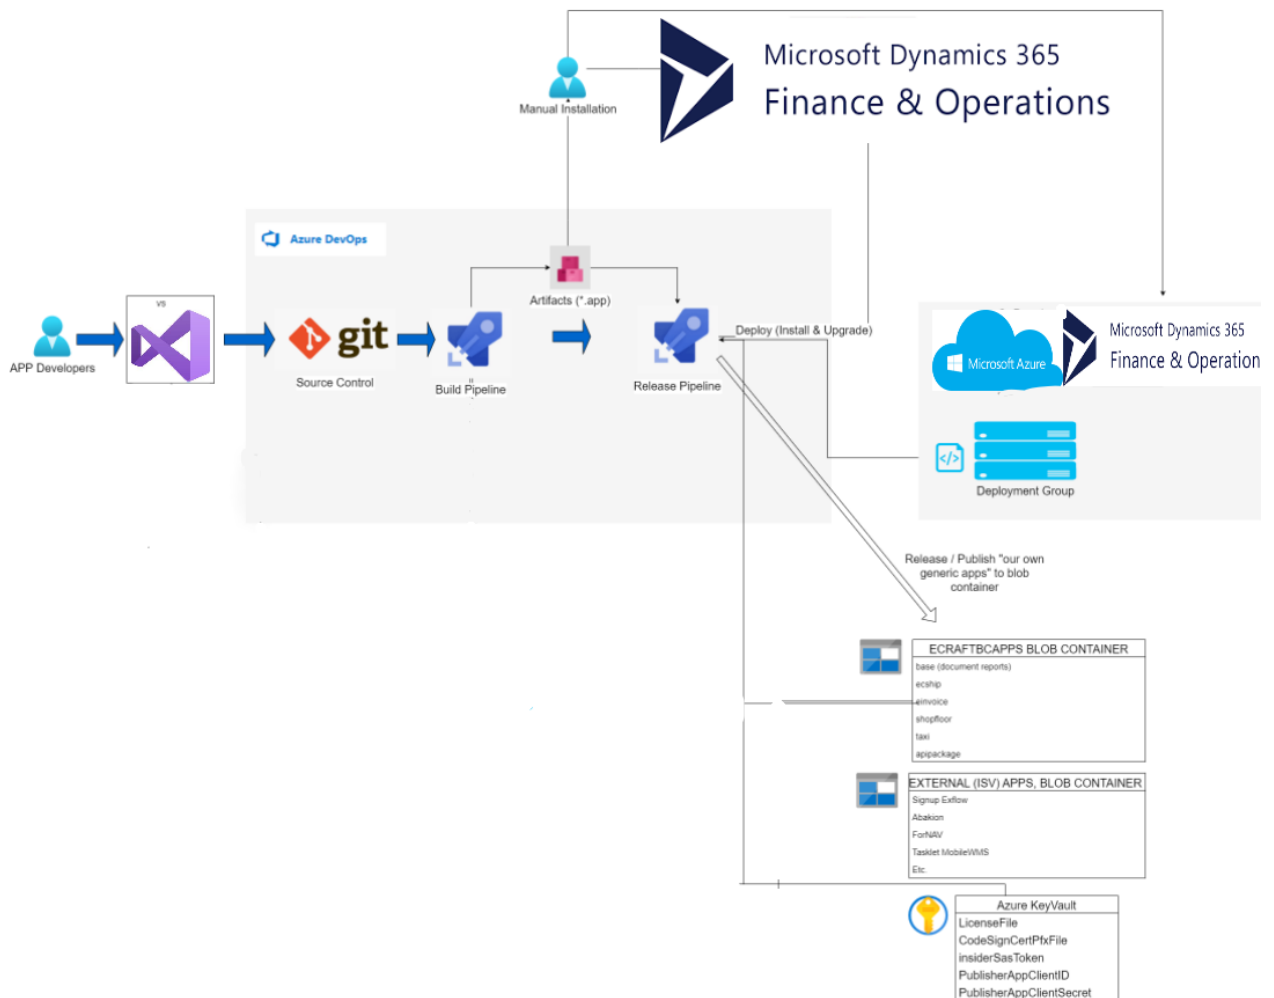 Microsoft Dynamics 365
Finance & Operations
Manual Installation
Azure DevOps
Artifacts (*.app)
vs
git
APP Developers
Source Control
Build Pipeline
Release Pipeline
Deploy (Install & Upgrade)
Microsoft Azure
Microsoft Dynamics 365
Finance & Operation
</>
Deployment Group
Release / Publish "our own
generic apps" to blob
container
ECRAFTBCAPPS BLOB CONTAINER
base (document reports)
ecship
einvoice
shopfloor
taxi
apipackage
EXTERNAL (ISV) APPS, BLOB CONTAINER
Signup Exflow
Abakion
ForNAV
Tasklet MobileWMS
Etc.
Azure KeyVault
LicenseFile
CodeSignCertPfxFile
insiderSasToken
PublisherAppClientID
PublisherAppClientSecret